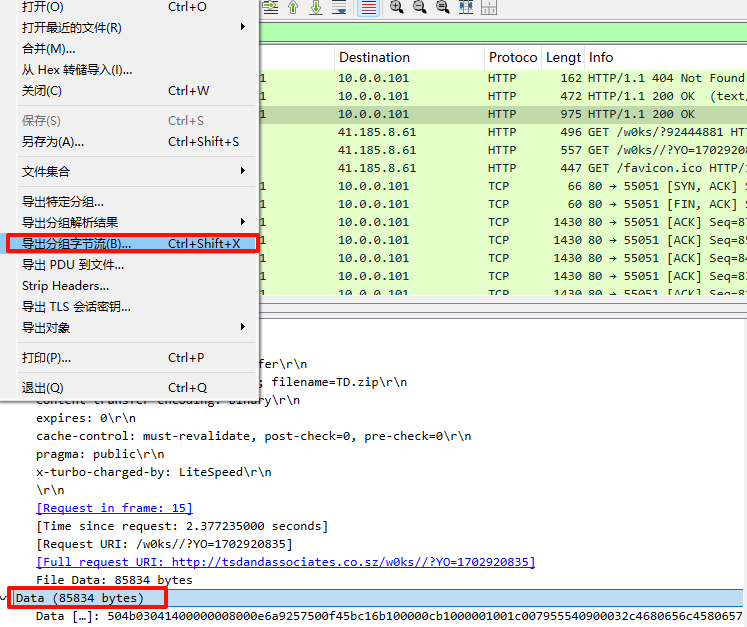 打开(O) Ctrl+O
打开最近的文件(R)
合并(M)...
从 Hex 转储导入(I)...
关闭(C) Ctrl+W
保存(S) Ctrl+S
另存为(A)... Ctrl+Shift+S
文件集合
导出特定分组...
导出分组解析结果
导出分组字节流(B)... Ctrl+Shift+X
导出 PDU 到文件...
Strip Headers...
导出 TLS 会话密钥...
导出对象
打印(P)... Ctrl+P
退出(Q) Ctrl+Q
Destination Protoco Lengt Info
1 10.0.0.101 HTTP 162 HTTP/1.1 404 Not Found
1 10.0.0.101 HTTP 472 HTTP/1.1 200 OK (text,
1 10.0.0.101 HTTP 975 HTTP/1.1 200 OK
41.185.8.61 HTTP 496 GET /w0ks/?92444881 HT
41.185.8.61 HTTP 557 GET /w0ks//?YO=1702920
41.185.8.61 HTTP 447 GET /favicon.ico HTTP/
1 10.0.0.101 TCP 66 80 → 55051 [SYN, ACK]
1 10.0.0.101 TCP 60 80 → 55051 [FIN, ACK]
1 10.0.0.101 TCP 1430 80 → 55051 [ACK] Seq=8
1 10.0.0.101 TCP 1430 80 → 55051 [ACK] Seq=8
1 10.0.0.101 TCP 1430 80 → 55051 [ACK] Seq=8
1 10.0.0.101 TCP 1430 80 → 55051 [ACK] Seq=8
1 10.0.0.101 TCP 1430 80 → 55051 [ACK] Seq=8
fer\r\n
; filename=TD.zip\r\n
content-transfer-encoding: binary\r\n
expires: 0\r\n
cache-control: must-revalidate, post-check=0, pre-check=0\r\n
pragma: public\r\n
x-turbo-charged-by: LiteSpeed\r\n
\r\n
[Request in frame: 15]
[Time since request: 2.377235000 seconds]
[Request URI: /w0ks//?YO=1702920835]
[Full request URI: http://tsdandassociates.co.sz/w0ks//?YO=1702920835]
File Data: 85834 bytes
Data (85834 bytes)
Data […]: 504b03041400000008000e6a9257500f45bc16b100000cb1000001001c007955540900032c4680656c4580657